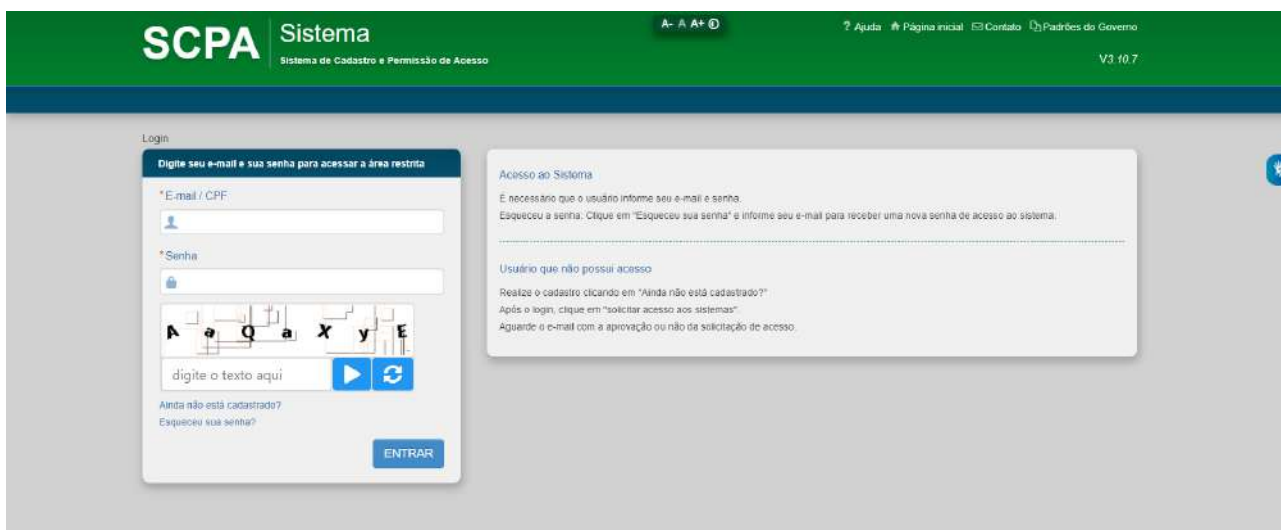 SCPA
Sistema
Sistema de Cadastro e Permissão de Acesso
A- A A+
? Ajuda Página inicial Contato Padrões do Governo
V3.10.7
Login
Digite seu e-mail e sua senha para acessar a área restrita
*E-mail / CPF
*Senha
A a Q a X y E
digite o texto aqui
Ainda não está cadastrado?
Esqueceu sua senha?
ENTRAR
Acesso ao Sistema
É necessário que o usuário informe seu e-mail e senha.
Esqueceu a senha: Clique em "Esqueceu sua senha" e informe seu e-mail para receber uma nova senha de acesso ao sistema.
Usuário que não possui acesso
Realize o cadastro clicando em "Ainda não está cadastrado?"
Após o login, clique em "solicitar acesso aos sistemas".
Aguarde o e-mail com a aprovação ou não da solicitação de acesso.